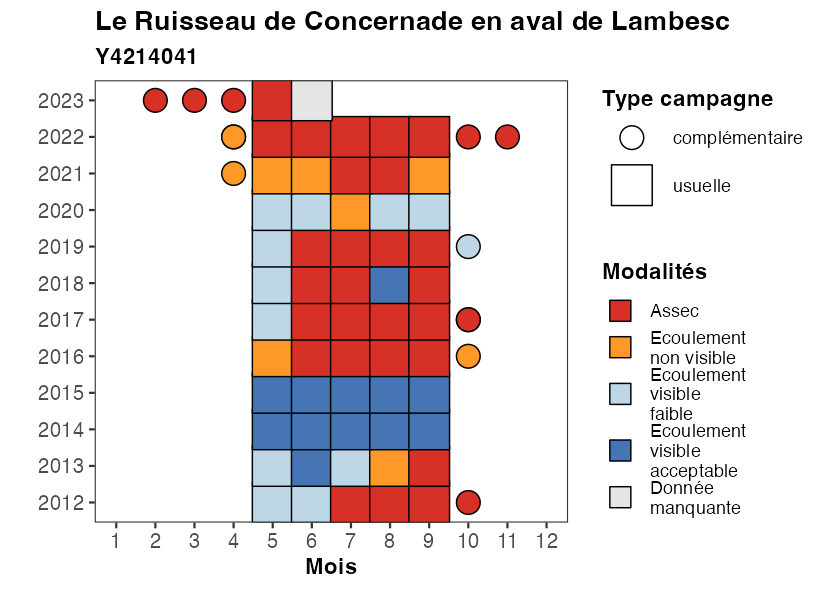 Le Ruisseau de Concernade en aval de Lambesc
Y4214041
2023
2022
2021
2020
2019
2018
2017
2016
2015
2014
2013
2012
1 2 3 4 5 6 7 8 9 10 11 12
Mois
Type campagne
complémentaire
usuelle
Modalités
Assec
Ecoulement
non visible
Ecoulement
visible
faible
Ecoulement
visible
acceptable
Donnée
manquante